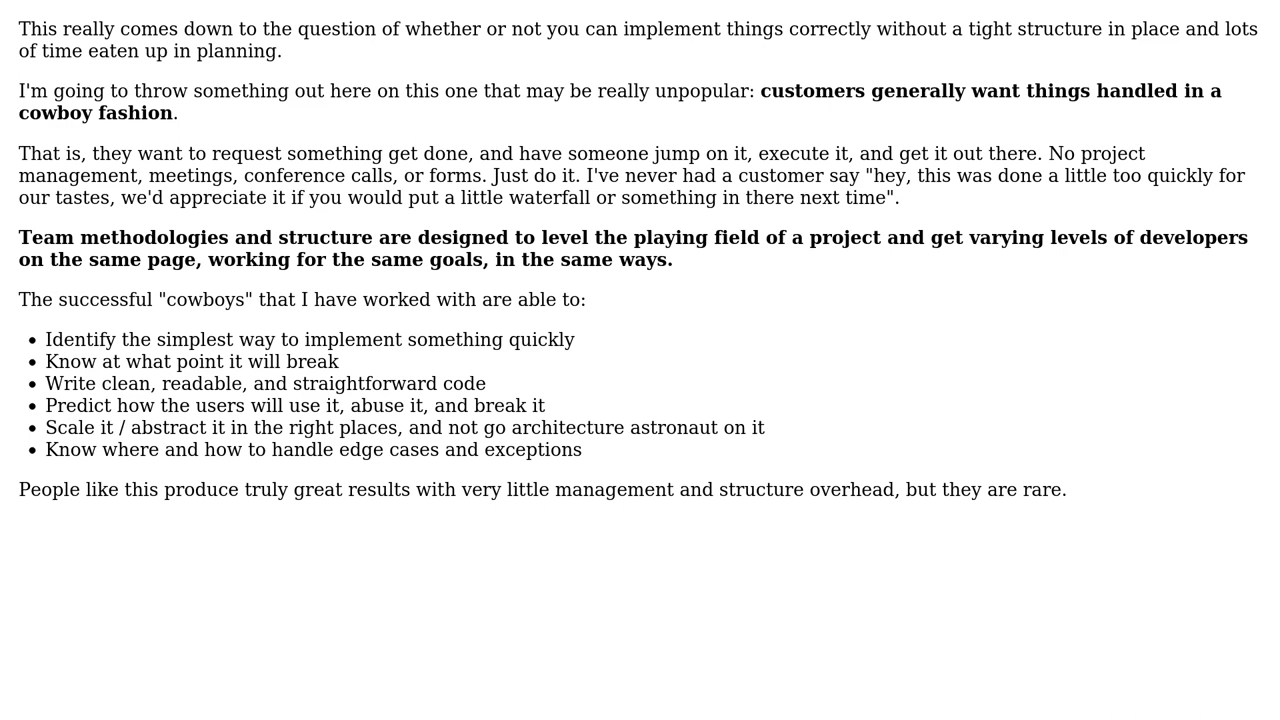 This really comes down to the question of whether or not you can implement things correctly without a tight structure in place and lots
of time eaten up in planning.
I'm going to throw something out here on this one that may be really unpopular: customers generally want things handled in a
cowboy fashion.
That is, they want to request something get done, and have someone jump on it, execute it, and get it out there. No project
management, meetings, conference calls, or forms. Just do it. I've never had a customer say "hey, this was done a little too quickly for
our tastes, we'd appreciate it if you would put a little waterfall or something in there next time".
Team methodologies and structure are designed to level the playing field of a project and get varying levels of developers
on the same page, working for the same goals, in the same ways.
The successful "cowboys" that I have worked with are able to:
• Identify the simplest way to implement something quickly
• Know at what point it will break
• Write clean, readable, and straightforward code
• Predict how the users will use it, abuse it, and break it
• Scale it / abstract it in the right places, and not go architecture astronaut on it
• Know where and how to handle edge cases and exceptions
People like this produce truly great results with very little management and structure overhead, but they are rare.